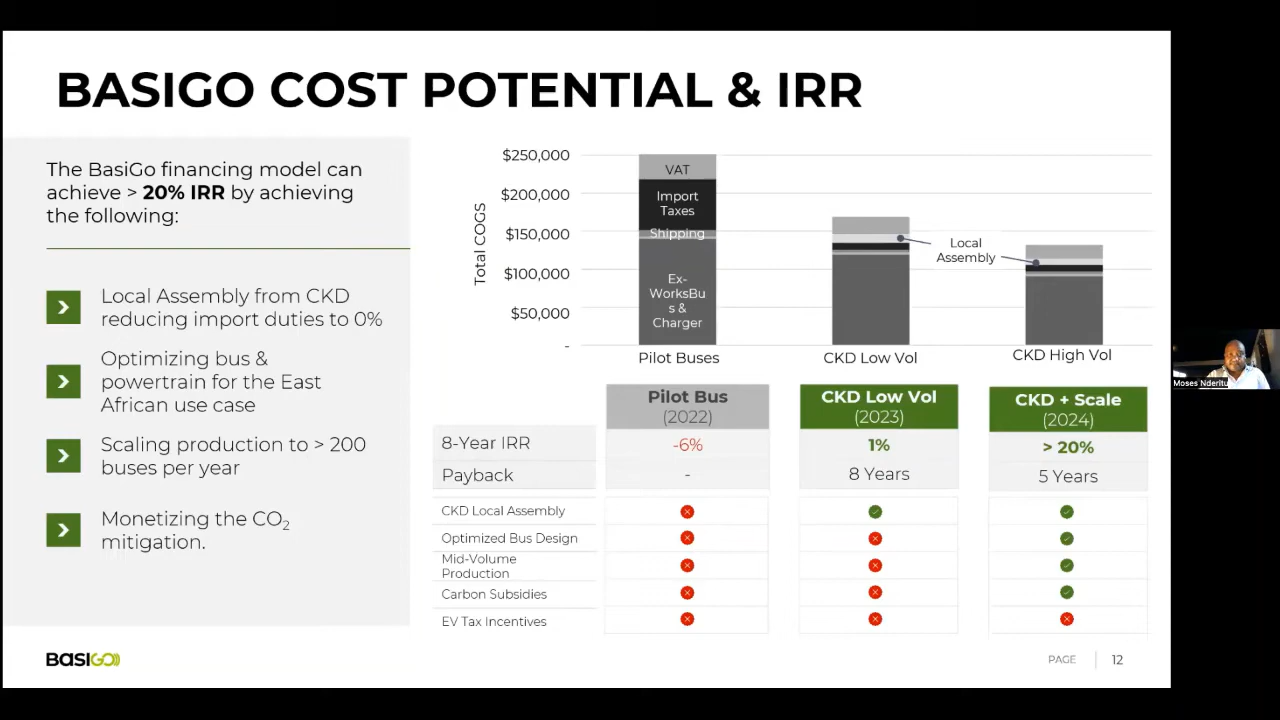 BASIGO COST POTENTIAL & IRR
The BasiGo financing model can
achieve > 20% IRR by achieving
the following:
Local Assembly from CKD
reducing import duties to 0%
Optimizing bus &
powertrain for the East
African use case
Scaling production to > 200
buses per year
Monetizing the CO2
mitigation.
Total COGS
$250,000
$200,000
$150,000
$100,000
$50,000
-
VAT
Import
Taxes
Shipping
Ex-
WorksBu
s &
Charger
Local
Assembly
Pilot Buses
CKD Low Vol
CKD High Vol
Pilot Bus
(2022)
CKD Low Vol
(2023)
CKD + Scale
(2024)
8-Year IRR
-6%
1%
> 20%
Payback
-
8 Years
5 Years
CKD Local Assembly
Optimized Bus Design
Mid-Volume
Production
Carbon Subsidies
EV Tax Incentives
BASIGO
PAGE
12
Moses Nderitu